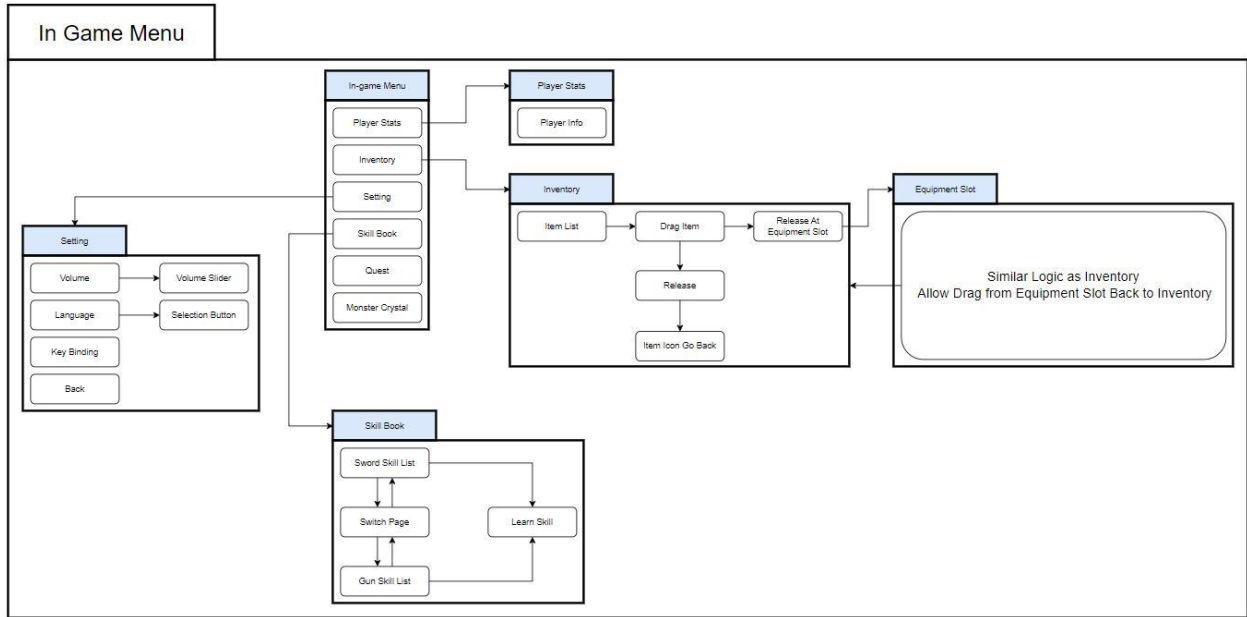 In Game Menu
In-game Menu
Player Stats
Inventory
Setting
Skill Book
Quest
Monster Crystal
Player Stats
Player Info
Inventory
Item List
Drag Item
Release At
Equipment Slot
Release
Item Icon Go Back
Equipment Slot
Similar Logic as Inventory
Allow Drag from Equipment Slot Back to Inventory
Setting
Volume
Volume Slider
Language
Selection Button
Key Binding
Back
Skill Book
Sword Skill List
Switch Page
Learn Skill
Gun Skill List